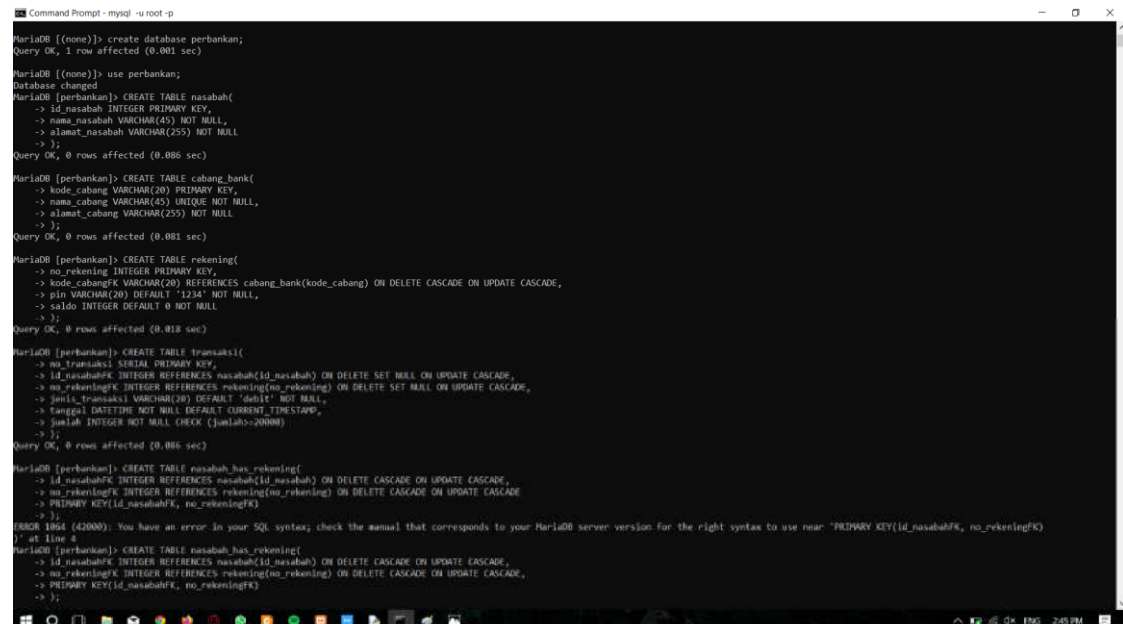 Command Prompt - mysql -u root -p
MariaDB [(none)]> create database perbankan;
Query OK, 1 row affected (0.001 sec)
MariaDB [(none)]> use perbankan;
Database changed
MariaDB [perbankan]> CREATE TABLE nasabah(
-> id_nasabah INTEGER PRIMARY KEY,
-> nama_nasabah VARCHAR(45) NOT NULL,
-> alamat_nasabah VARCHAR(255) NOT NULL
-> );
Query OK, 0 rows affected (0.086 sec)
MariaDB [perbankan]> CREATE TABLE cabang_bank(
-> kode_cabang VARCHAR(20) PRIMARY KEY,
-> nama_cabang VARCHAR(45) UNIQUE NOT NULL,
-> alamat_cabang VARCHAR(255) NOT NULL
-> );
Query OK, 0 rows affected (0.081 sec)
MariaDB [perbankan]> CREATE TABLE rekening(
-> no_rekening INTEGER PRIMARY KEY,
-> kode_cabangFK VARCHAR(20) REFERENCES cabang_bank(kode_cabang) ON DELETE CASCADE ON UPDATE CASCADE,
-> pin VARCHAR(20) DEFAULT '1234' NOT NULL,
-> saldo INTEGER DEFAULT 0 NOT NULL
-> );
Query OK, 0 rows affected (0.018 sec)
MariaDB [perbankan]> CREATE TABLE transaksi(
-> no_transaksi SERIAL PRIMARY KEY,
-> id_nasabahFK INTEGER REFERENCES nasabah(id_nasabah) ON DELETE SET NULL ON UPDATE CASCADE,
-> no_rekeningFK INTEGER REFERENCES rekening(no_rekening) ON DELETE SET NULL ON UPDATE CASCADE,
-> jenis_transaksi VARCHAR(20) DEFAULT 'debit' NOT NULL,
-> tanggal DATETIME NOT NULL DEFAULT CURRENT_TIMESTAMP,
-> jumlah INTEGER NOT NULL CHECK (jumlah>=20000)
-> );
Query OK, 0 rows affected (0.086 sec)
MariaDB [perbankan]> CREATE TABLE nasabah_has_rekening(
-> id_nasabahFK INTEGER REFERENCES nasabah(id_nasabah) ON DELETE CASCADE ON UPDATE CASCADE,
-> no_rekeningFK INTEGER REFERENCES rekening(no_rekening) ON DELETE CASCADE ON UPDATE CASCADE
-> PRIMARY KEY(id_nasabahFK, no_rekeningFK)
-> );
ERROR 1064 (42000): You have an error in your SQL syntax; check the manual that corresponds to your MariaDB server version for the right syntax to use near 'PRIMARY KEY(id_nasabahFK, no_rekeningFK)
)' at line 4
MariaDB [perbankan]> CREATE TABLE nasabah_has_rekening(
-> id_nasabahFK INTEGER REFERENCES nasabah(id_nasabah) ON DELETE CASCADE ON UPDATE CASCADE,
-> no_rekeningFK INTEGER REFERENCES rekening(no_rekening) ON DELETE CASCADE ON UPDATE CASCADE,
-> PRIMARY KEY(id_nasabahFK, no_rekeningFK)
-> );
ENG 2:45 PM